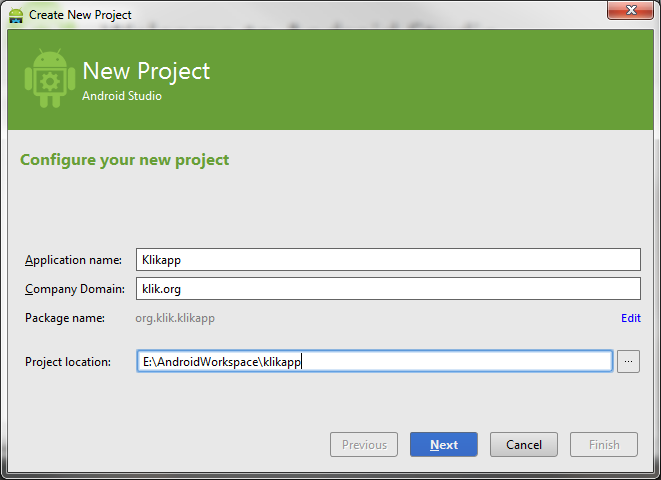 Create New Project
New Project
Android Studio
Configure your new project
Application name: Klikapp
Company Domain: klik.org
Package name: org.klik.klikapp Edit
Project location: E:\AndroidWorkspace\klikapp ...
Previous Next Cancel Finish